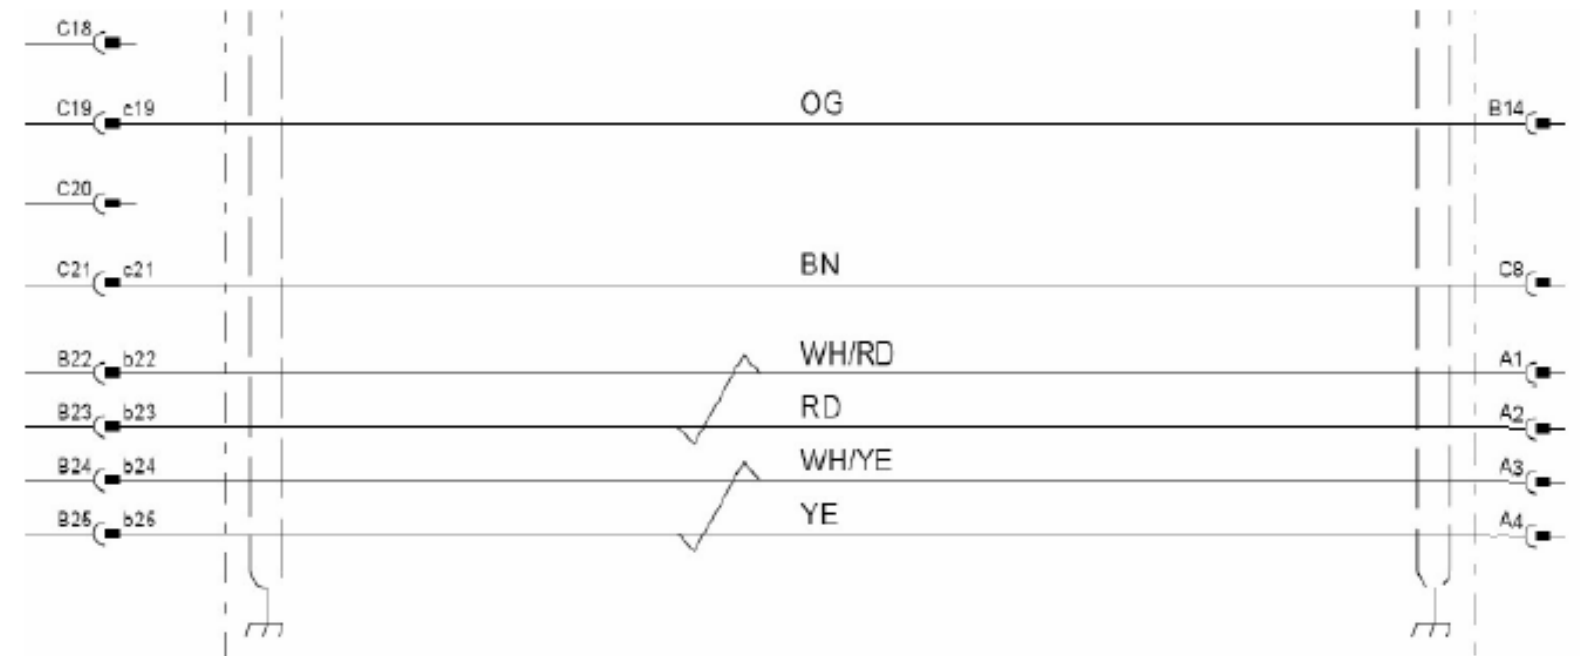 C18
C19 c19 OG B14
C20
C21 c21 BN C8
B22 b22 WH/RD A1
B23 b23 RD A2
B24 b24 WH/YE A3
B25 b25 YE A4